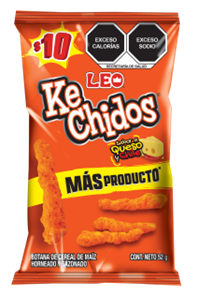 $10
EXCESO CALORÍAS
EXCESO SODIO
SECRETARÍA DE SALUD
LEO
Ke
Chidos
Queso
MÁS PRODUCTO
BOTANA DE CEREAL DE MAÍZ
HORNEADO Y SAZONADO
CONT. NETO 52 g